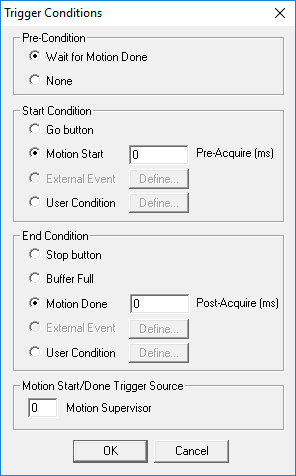 Trigger Conditions
Pre-Condition
Wait for Motion Done
None
Start Condition
Go button
Motion Start 0 Pre-Acquire (ms)
External Event Define...
User Condition Define...
End Condition
Stop button
Buffer Full
Motion Done 0 Post-Acquire (ms)
External Event Define...
User Condition Define...
Motion Start/Done Trigger Source
0 Motion Supervisor
OK Cancel